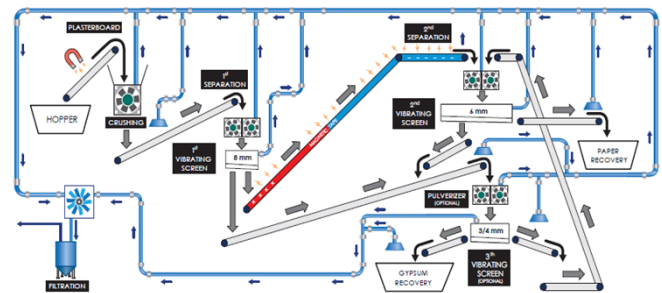 PLASTERBOARD
HOPPER
CRUSHING
1st
SEPARATION
1st
VIBRATING
SCREEN
8 mm
MAGNETIC
2nd
SEPARATION
2nd
VIBRATING
SCREEN
6 mm
PAPER
RECOVERY
PULVERIZER
(OPTIONAL)
3/4 mm
3th
VIBRATING
SCREEN
(OPTIONAL)
GYPSUM
RECOVERY
FILTRATION